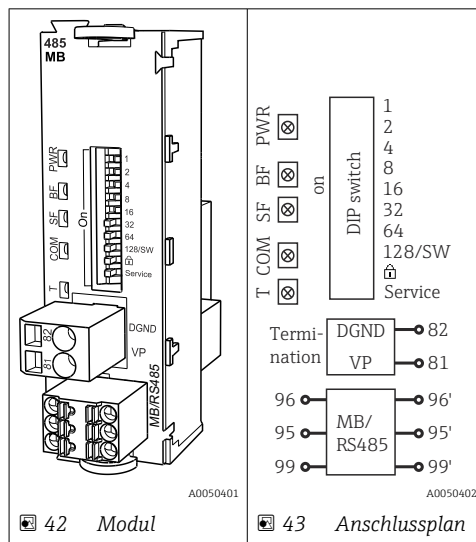 485
MB
PWR
BF
SF
COM
T
On
1
2
4
8
16
32
64
128/SW
Service
82
81
DGND
VP
MB/RS485
A0050401
42 Modul
PWR
BF
SF
COM
T
on
DIP switch
1
2
4
8
16
32
64
128/SW
Service
Termi-
nation
DGND
VP
82
81
96
95
99
MB/
RS485
96'
95'
99'
A0050402
43 Anschlussplan